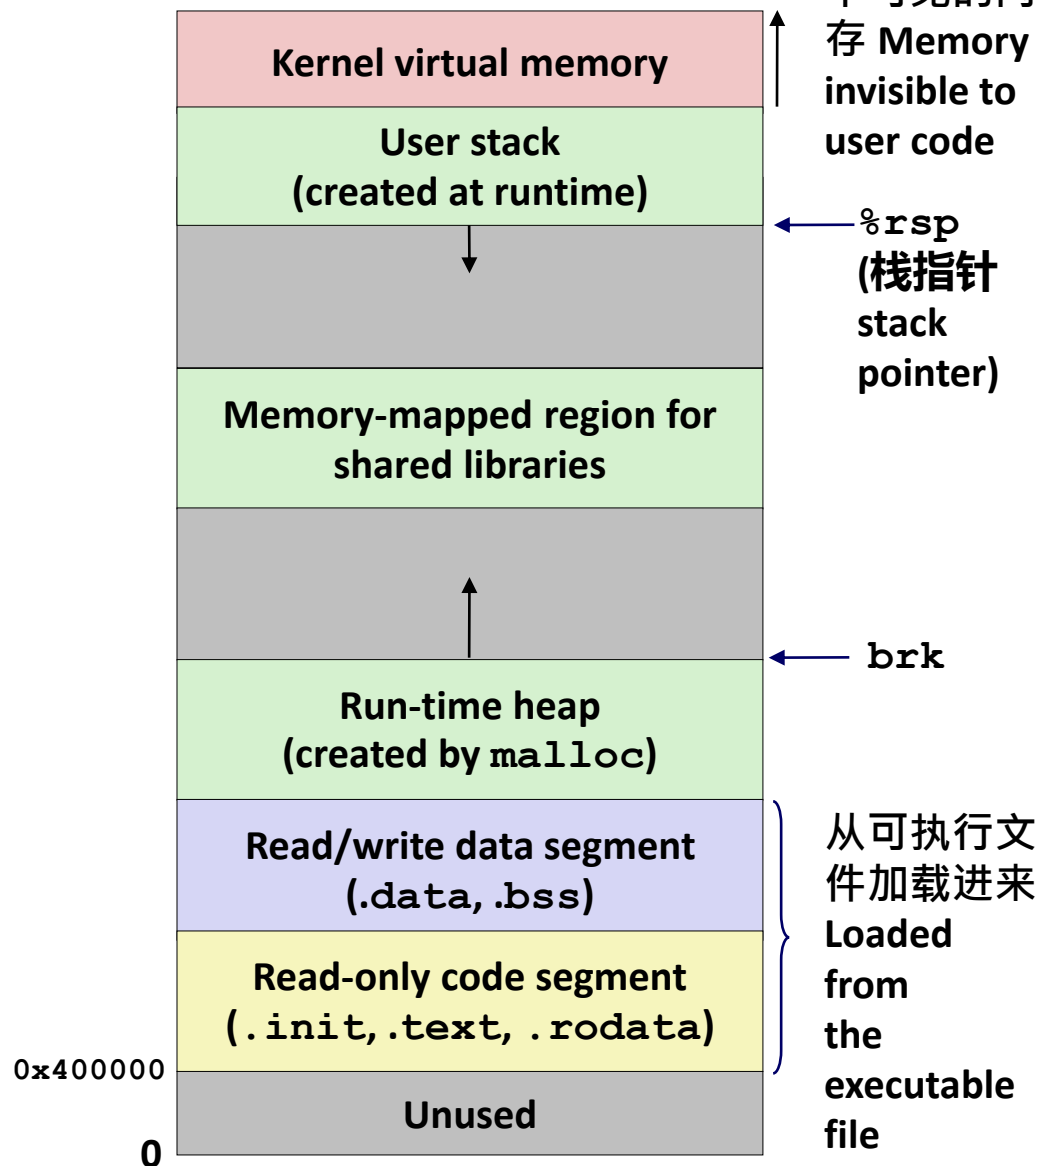 Kernel virtual memory
存 Memory
invisible to
user code
User stack
(created at runtime)
%rsp
(栈指针
stack
pointer)
Memory-mapped region for
shared libraries
brk
Run-time heap
(created by malloc)
Read/write data segment
(.data, .bss)
从可执行文
件加载进来
Loaded
from
the
executable
file
Read-only code segment
(.init, .text, .rodata)
0x400000
Unused
0